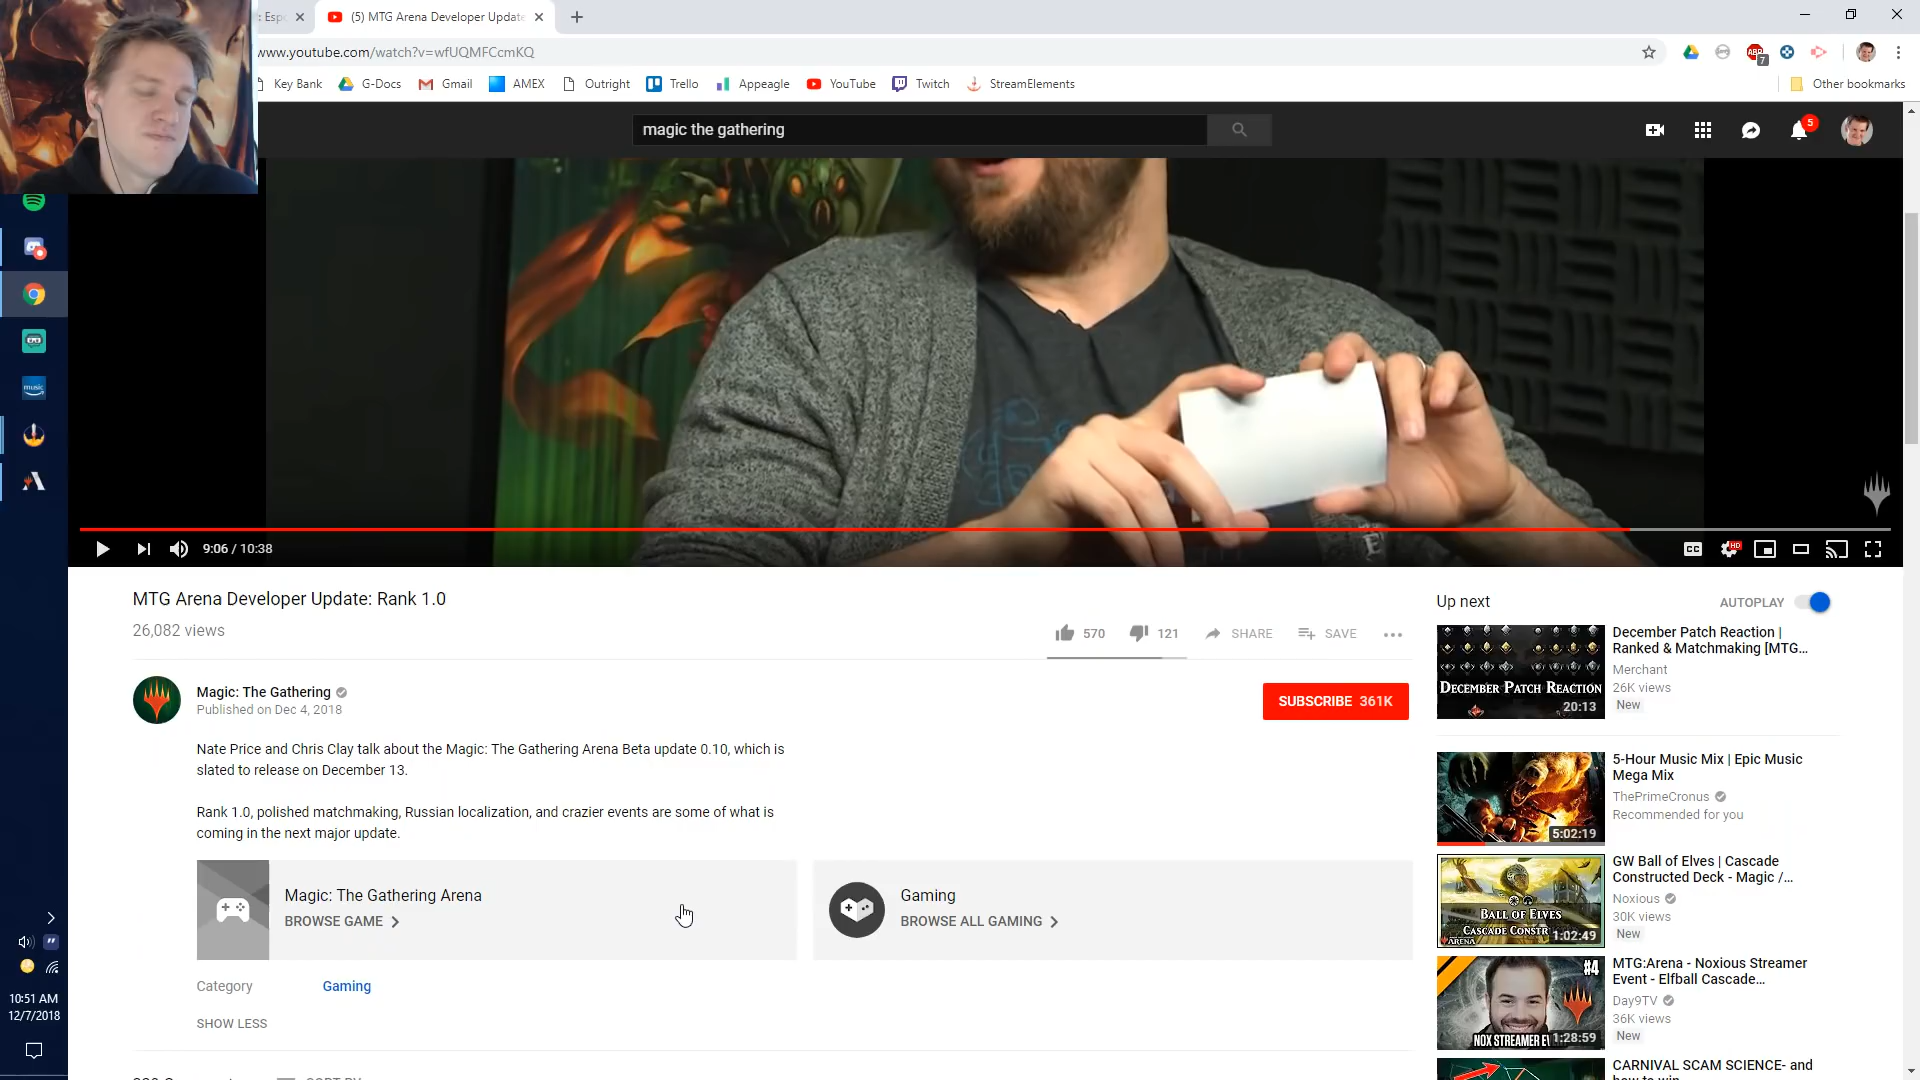 (5) MTG Arena Developer Update
www.youtube.com/watch?v=wfUQMFCcmKQ
7
Key Bank
G-Docs
Gmail
AMEX
Outright
Trello
Appeagle
YouTube
Twitch
StreamElements
Other bookmarks
magic the gathering
5
music
9:06 / 10:38
CC
HD
MTG Arena Developer Update: Rank 1.0
26,082 views
570
121
SHARE
SAVE
Magic: The Gathering
Published on Dec 4, 2018
SUBSCRIBE 361K
Nate Price and Chris Clay talk about the Magic: The Gathering Arena Beta update 0.10, which is
slated to release on December 13.
Rank 1.0, polished matchmaking, Russian localization, and crazier events are some of what is
coming in the next major update.
Magic: The Gathering Arena
BROWSE GAME
Gaming
BROWSE ALL GAMING
Category
Gaming
SHOW LESS
Up next
AUTOPLAY
DECEMBER PATCH REACTION
20:13
December Patch Reaction |
Ranked & Matchmaking [MTG...
Merchant
26K views
New
5:02:19
5-Hour Music Mix | Epic Music
Mega Mix
ThePrimeCronus
Recommended for you
BALL OF ELVES
CASCADE CONSTR
ARENA
1:02:49
GW Ball of Elves | Cascade
Constructed Deck - Magic /...
Noxious
30K views
New
#4
NOX STREAMER EV
1:28:59
MTG:Arena - Noxious Streamer
Event - Elfball Cascade...
Day9TV
36K views
New
CARNIVAL SCAM SCIENCE- and
10:51 AM
12/7/2018